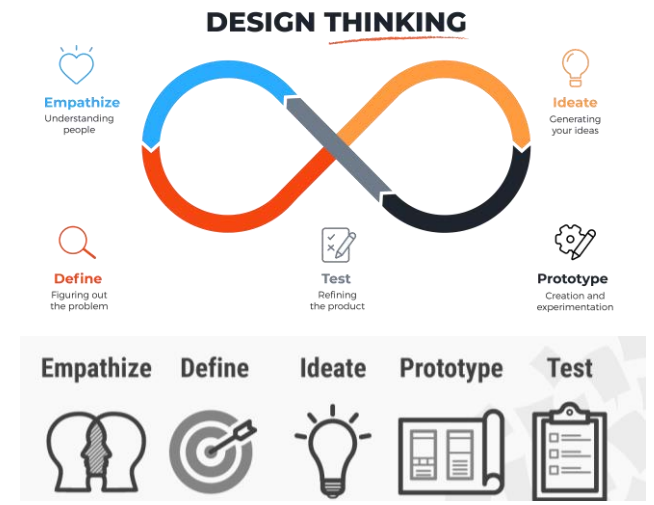 DESIGN THINKING
Empathize
Understanding
people
Ideate
Generating
your ideas
Define
Figuring out
the problem
Test
Refining
the product
Prototype
Creation and
experimentation
Empathize Define Ideate Prototype Test